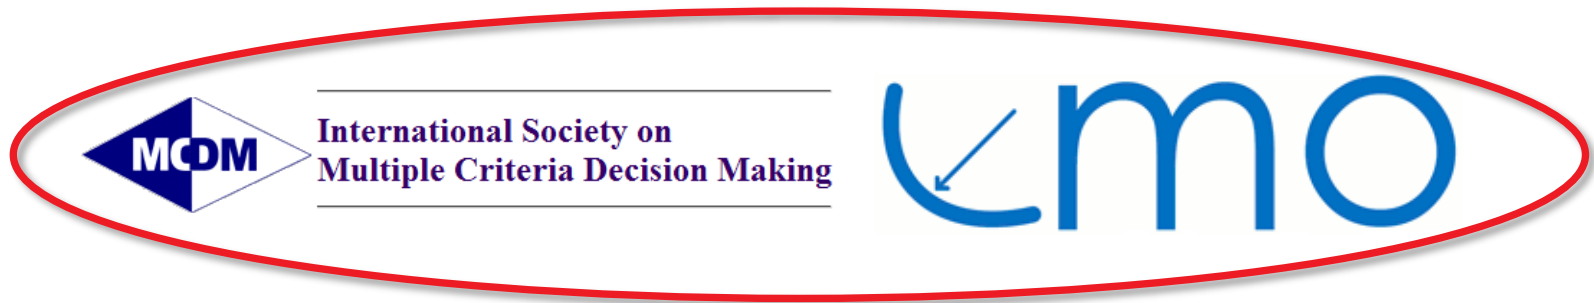 MCDM
International Society on
Multiple Criteria Decision Making
emo